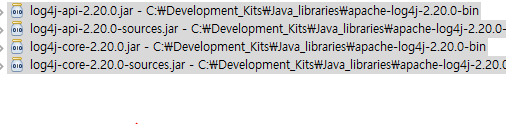 log4j-api-2.20.0.jar - C:₩Development_Kits₩Java_libraries₩apache-log4j-2.20.0-bin
log4j-api-2.20.0-sources.jar - C:₩Development_Kits₩Java_libraries₩apache-log4j-2.20.0-
log4j-core-2.20.0.jar - C:₩Development_Kits₩Java_libraries₩apache-log4j-2.20.0-bin
log4j-core-2.20.0-sources.jar - C:₩Development_Kits₩Java_libraries₩apache-log4j-2.20.0